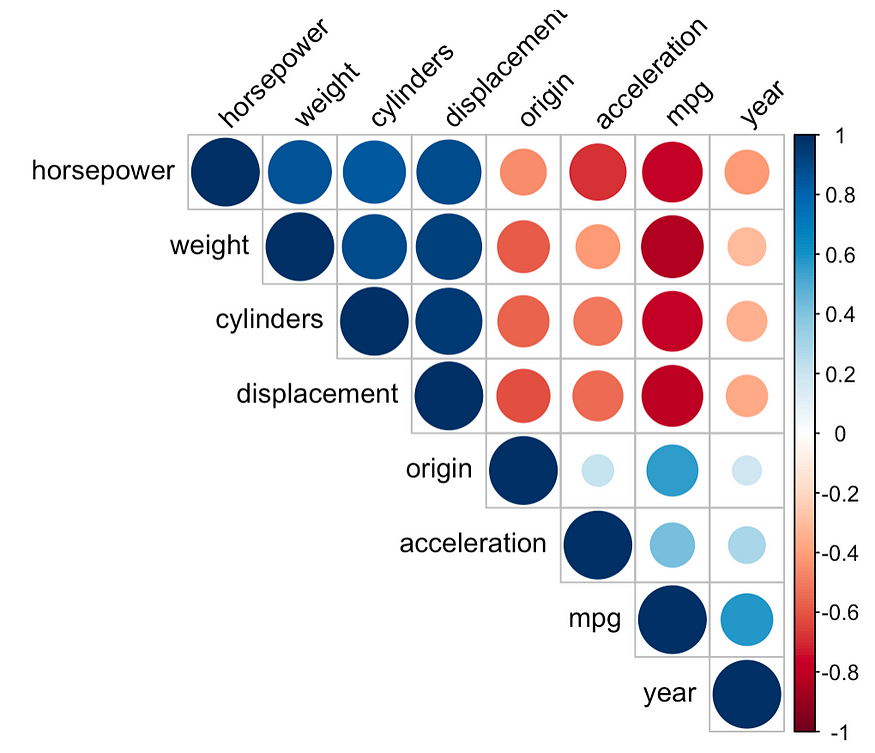 horsepower
weight
cylinders
displacement
origin
acceleration
mpg
year
horsepower
weight
cylinders
displacement
origin
acceleration
mpg
year
1
0.8
0.6
0.4
0.2
0
-0.2
-0.4
-0.6
-0.8
-1